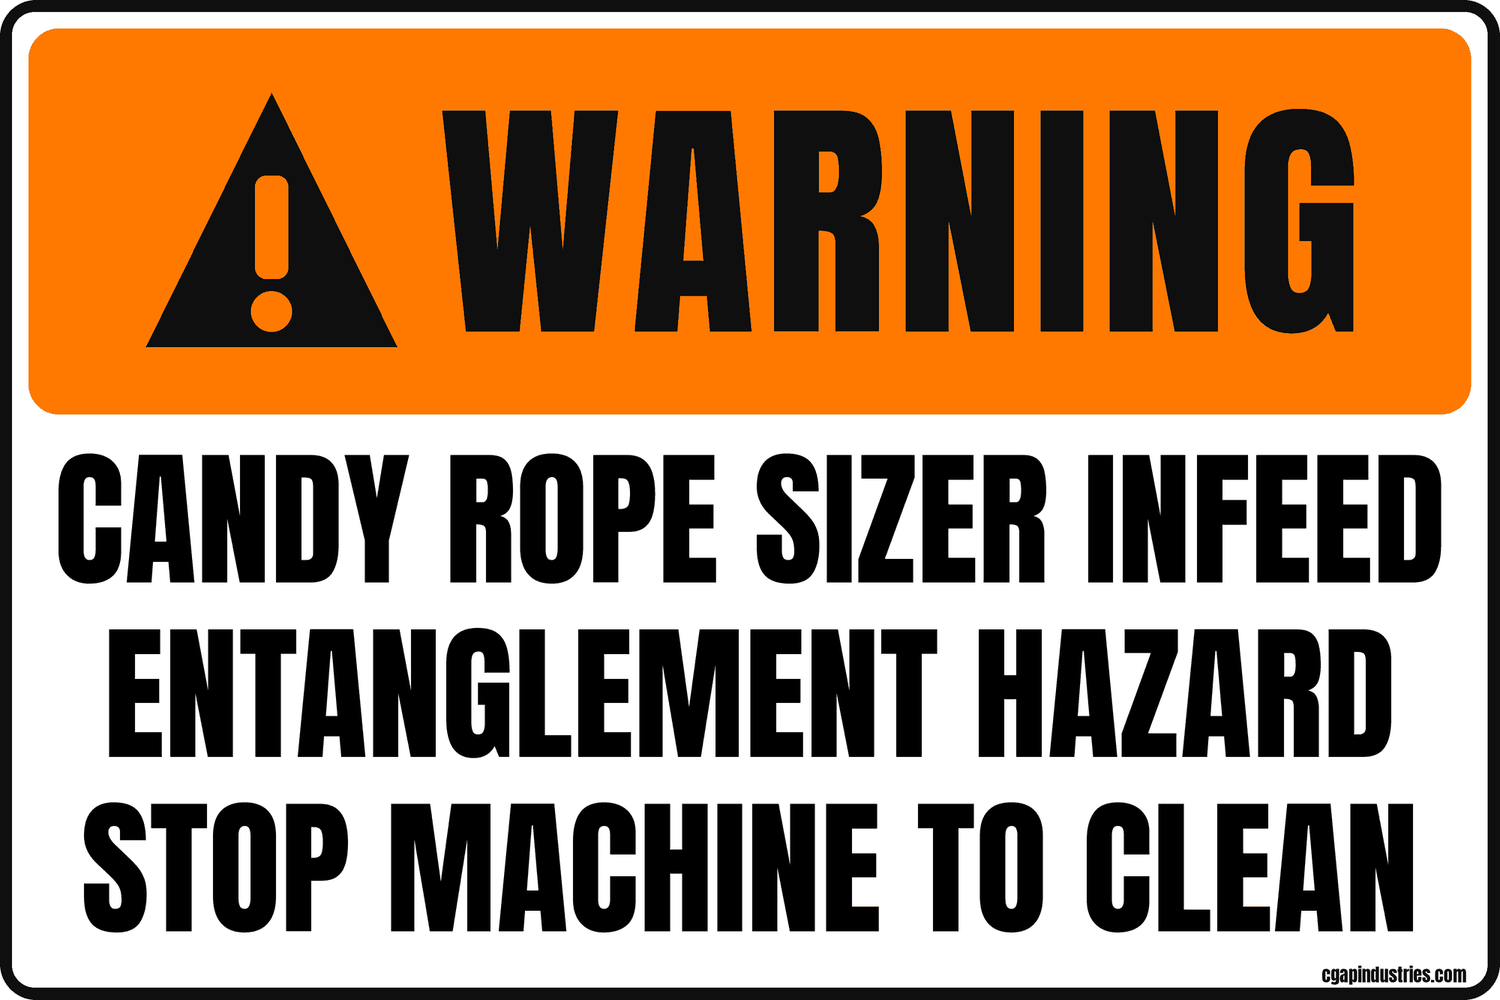 WARNING
CANDY ROPE SIZER INFEED
ENTANGLEMENT HAZARD
STOP MACHINE TO CLEAN
cgapindustries.com